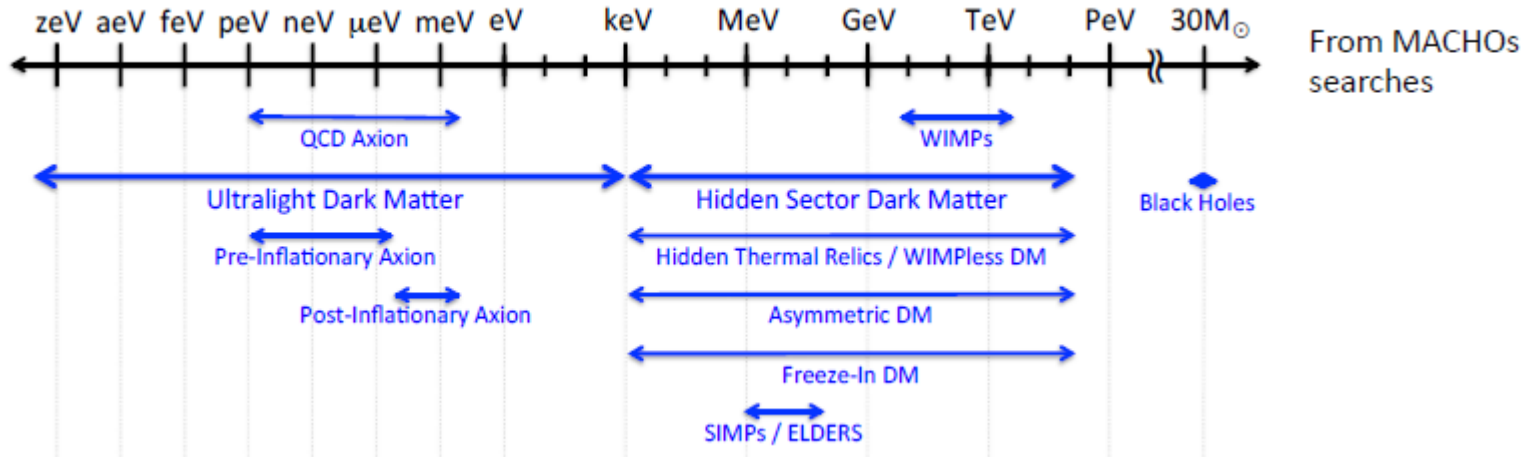 zeV aeV feV peV neV μeV meV eV keV MeV GeV TeV PeV 30M☉
From MACHOs
searches
QCD Axion
WIMPs
Ultralight Dark Matter
Hidden Sector Dark Matter
Black Holes
Pre-Inflationary Axion
Hidden Thermal Relics / WIMPless DM
Post-Inflationary Axion
Asymmetric DM
Freeze-In DM
SIMPs / ELDERS